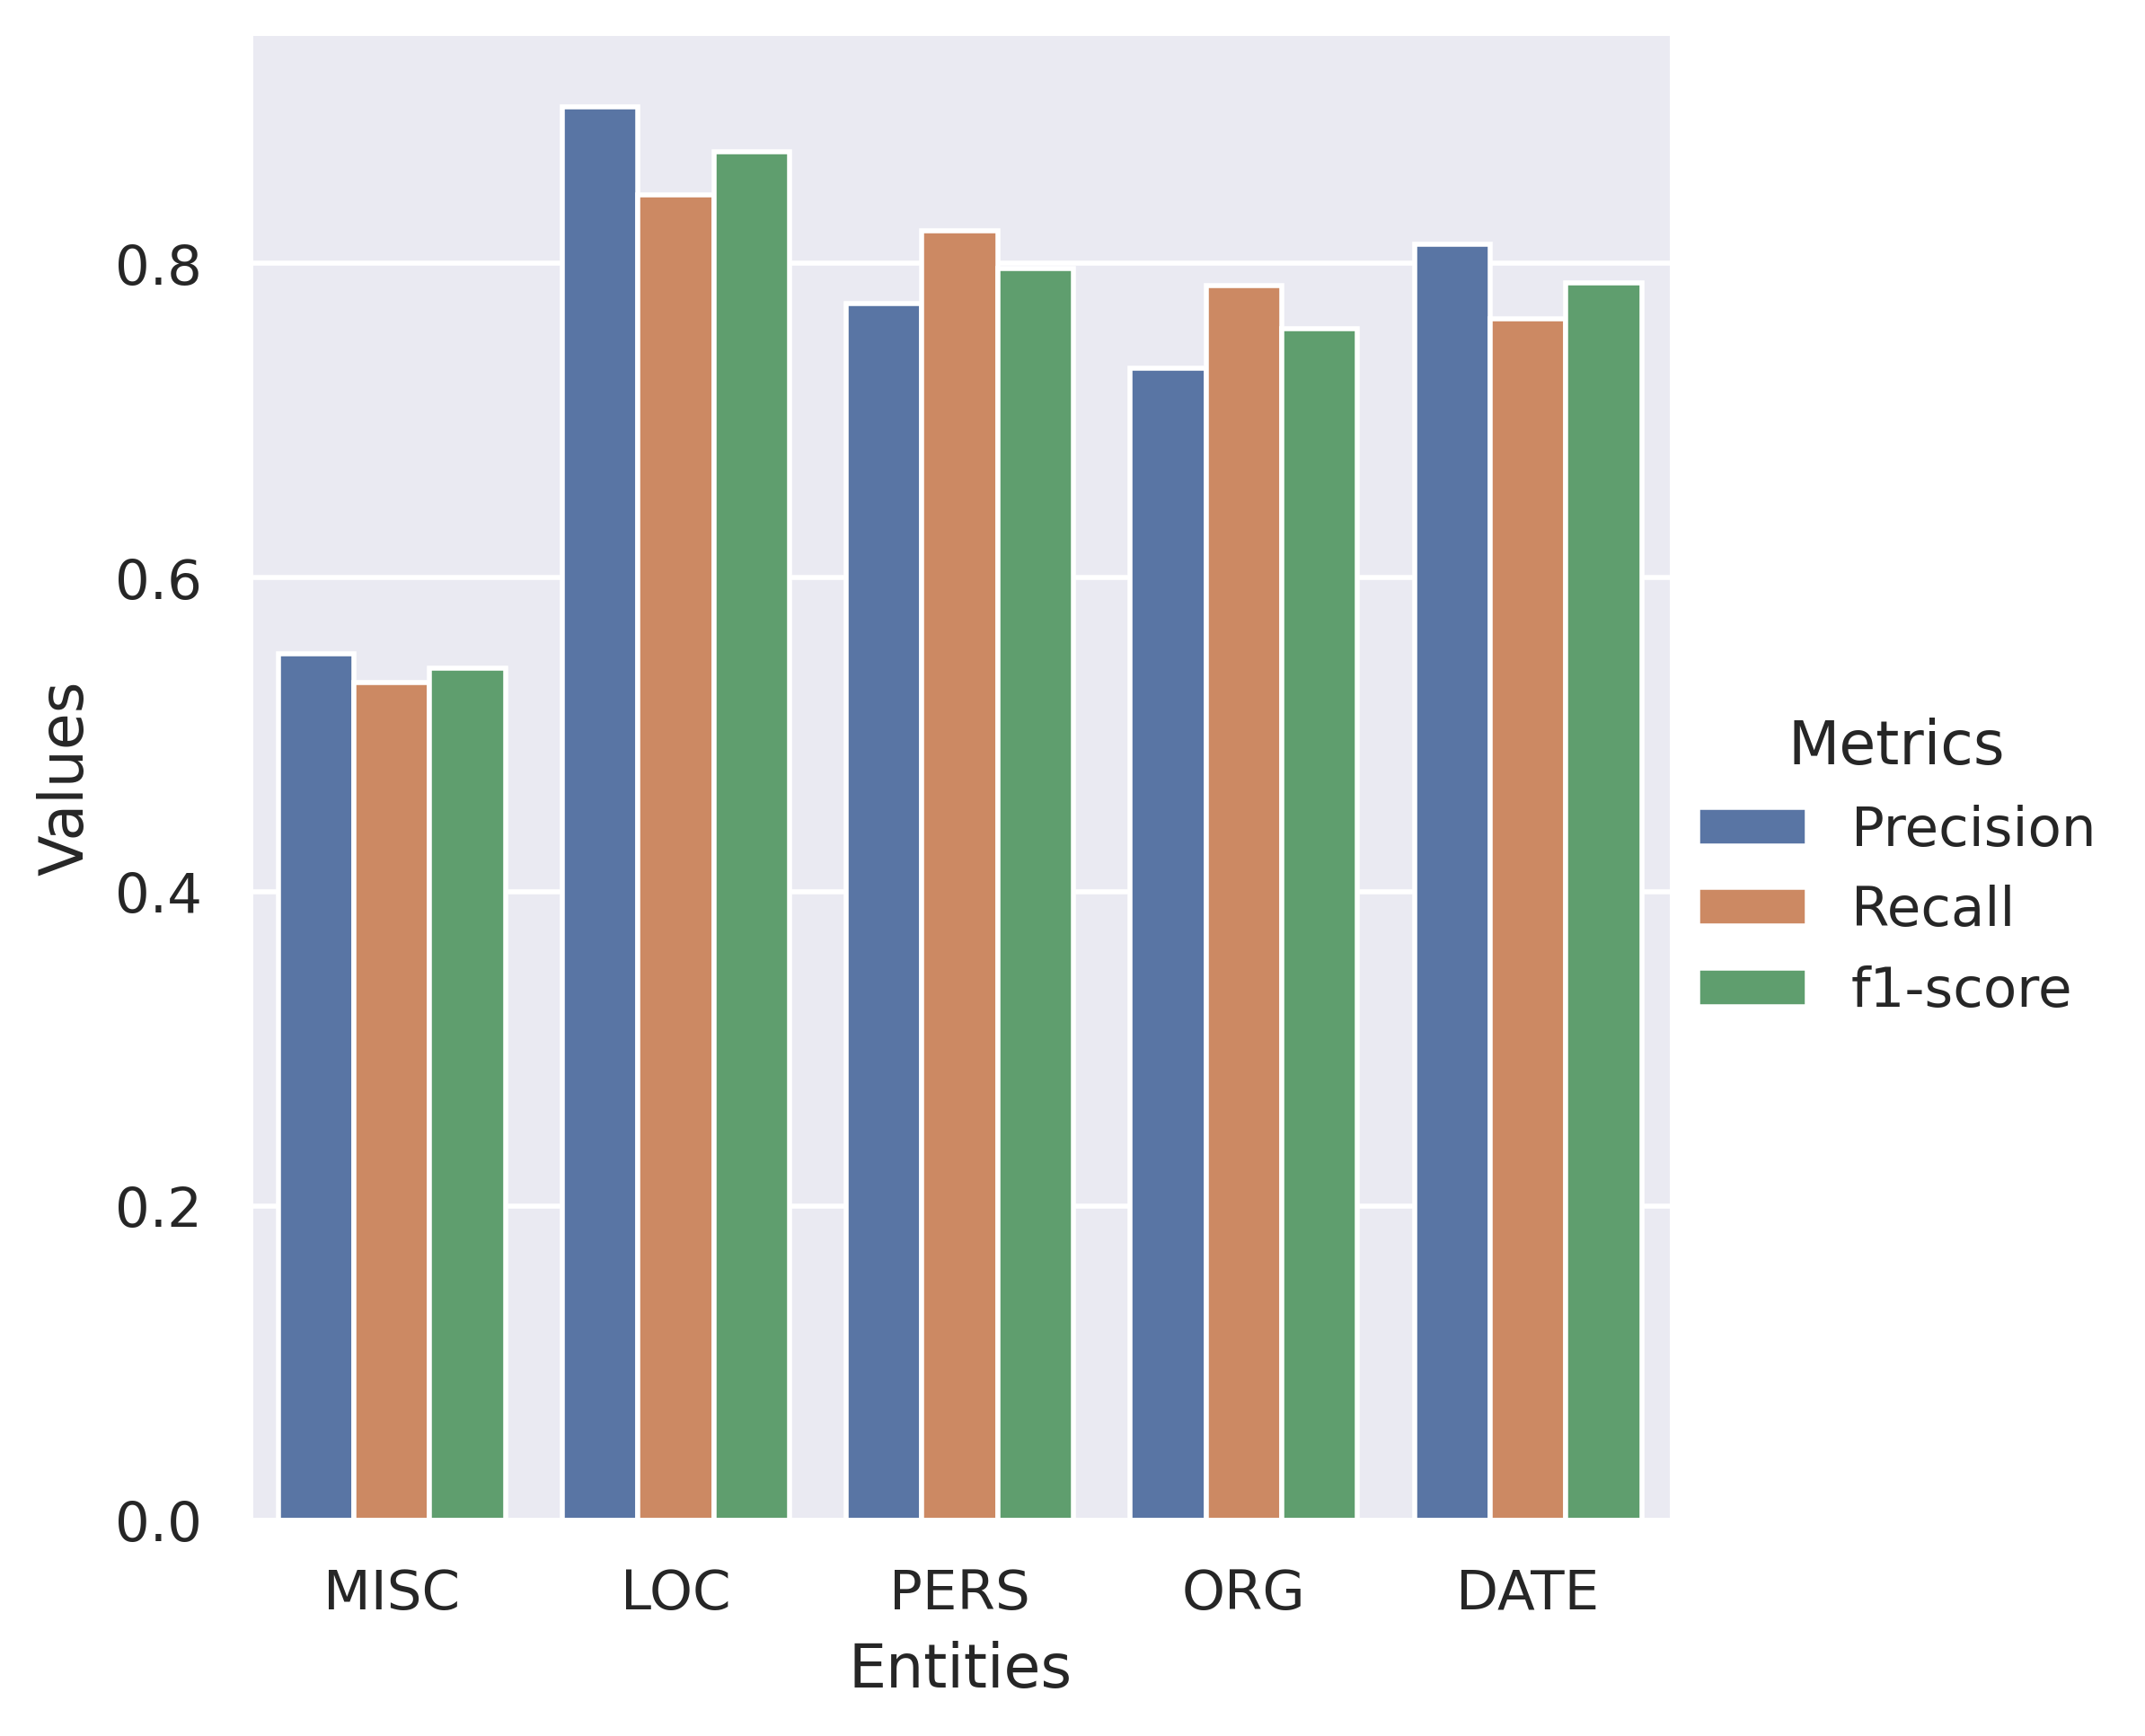 0.8
0.6
0.4
0.2
0.0
Values
MISC LOC PERS ORG DATE
Entities
Metrics
Precision
Recall
f1-score